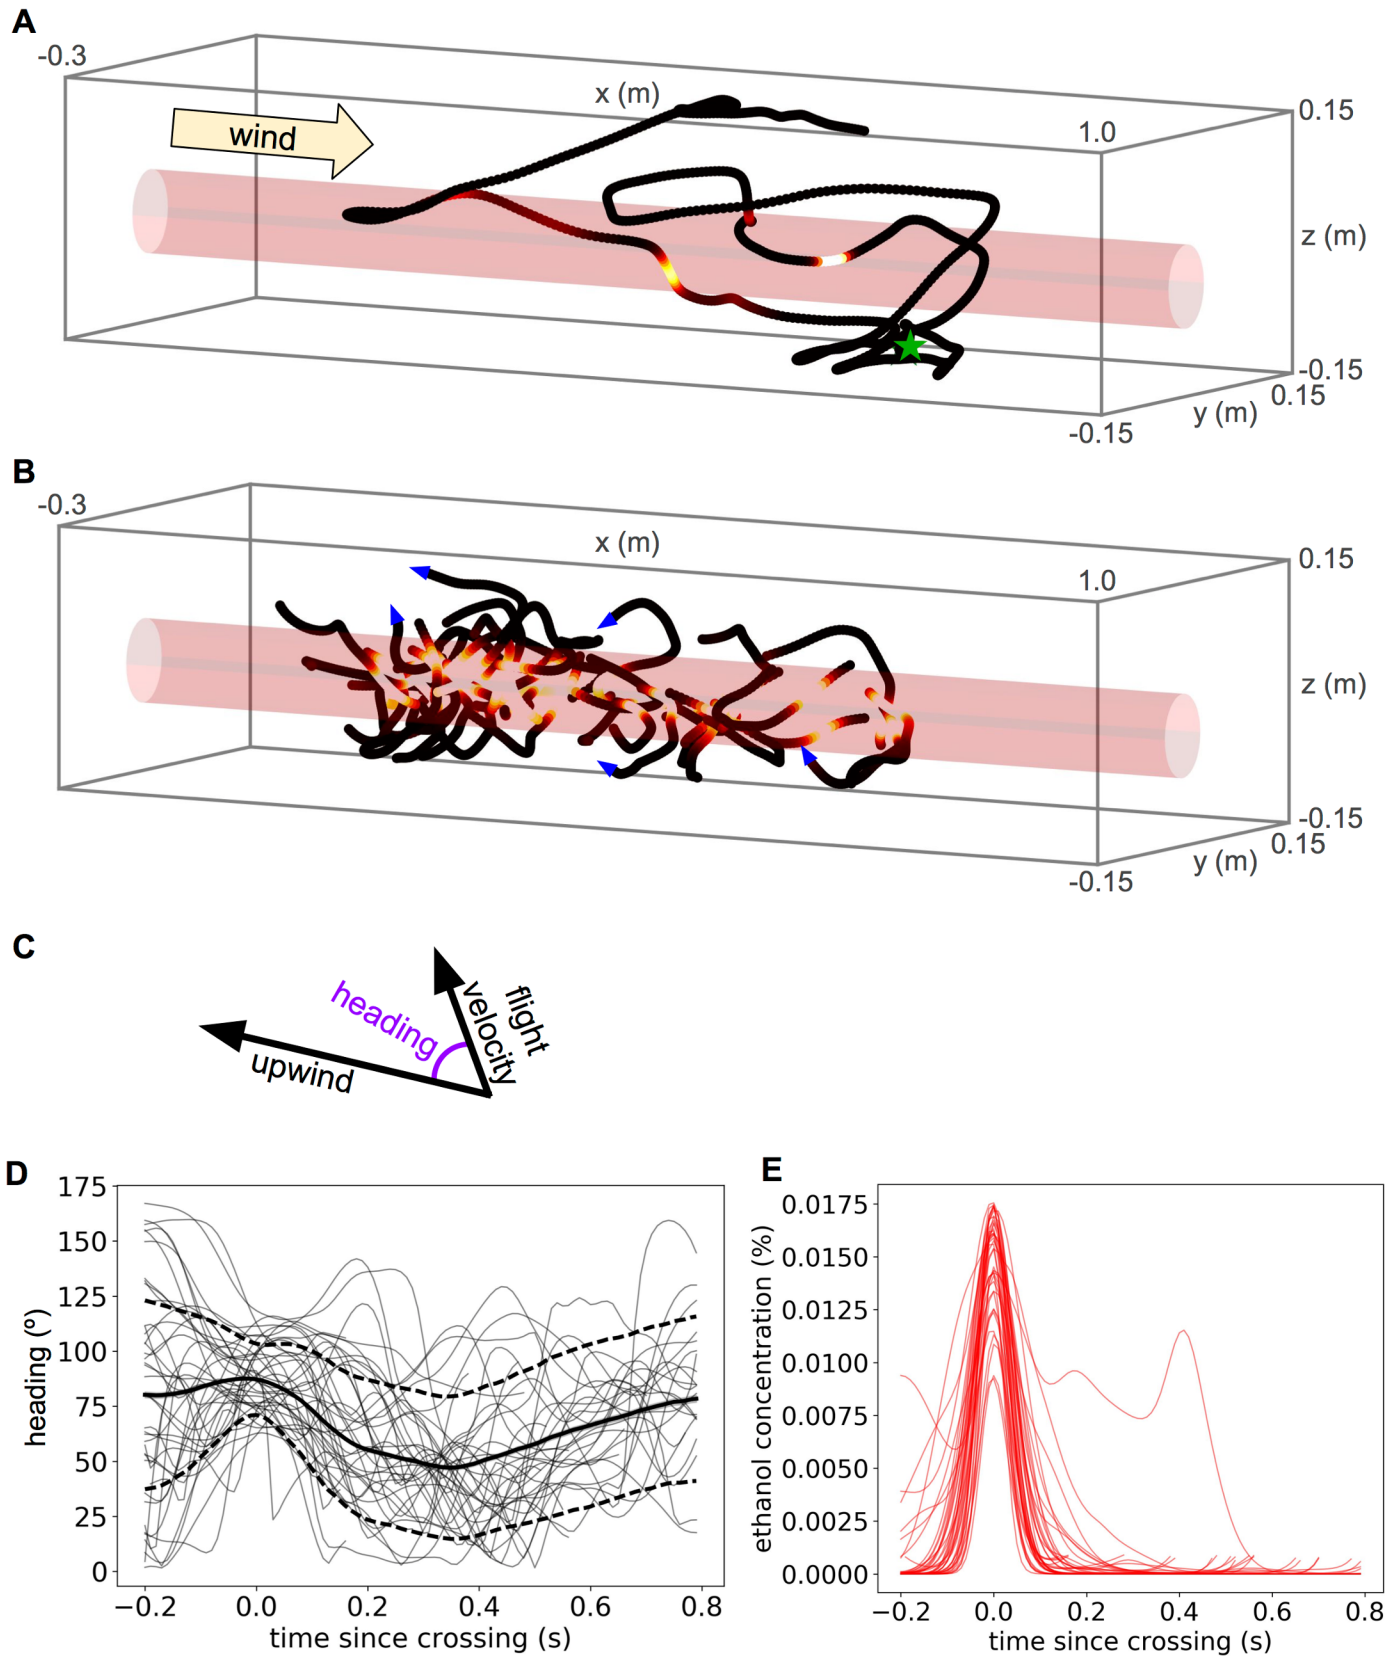 A
-0.3
x (m)
0.15
1.0
wind
z (m)
-0.15
0.15
y (m)
-0.15
B
-0.3
x (m)
0.15
1.0
z (m)
-0.15
0.15
y (m)
-0.15
C
heading
flight
velocity
upwind
D
175
150
125
100
75
50
25
0
heading (º)
−0.2 0.0 0.2 0.4 0.6 0.8
time since crossing (s)
E
0.0175
0.0150
0.0125
0.0100
0.0075
0.0050
0.0025
0.0000
ethanol concentration (%)
−0.2 0.0 0.2 0.4 0.6 0.8
time since crossing (s)